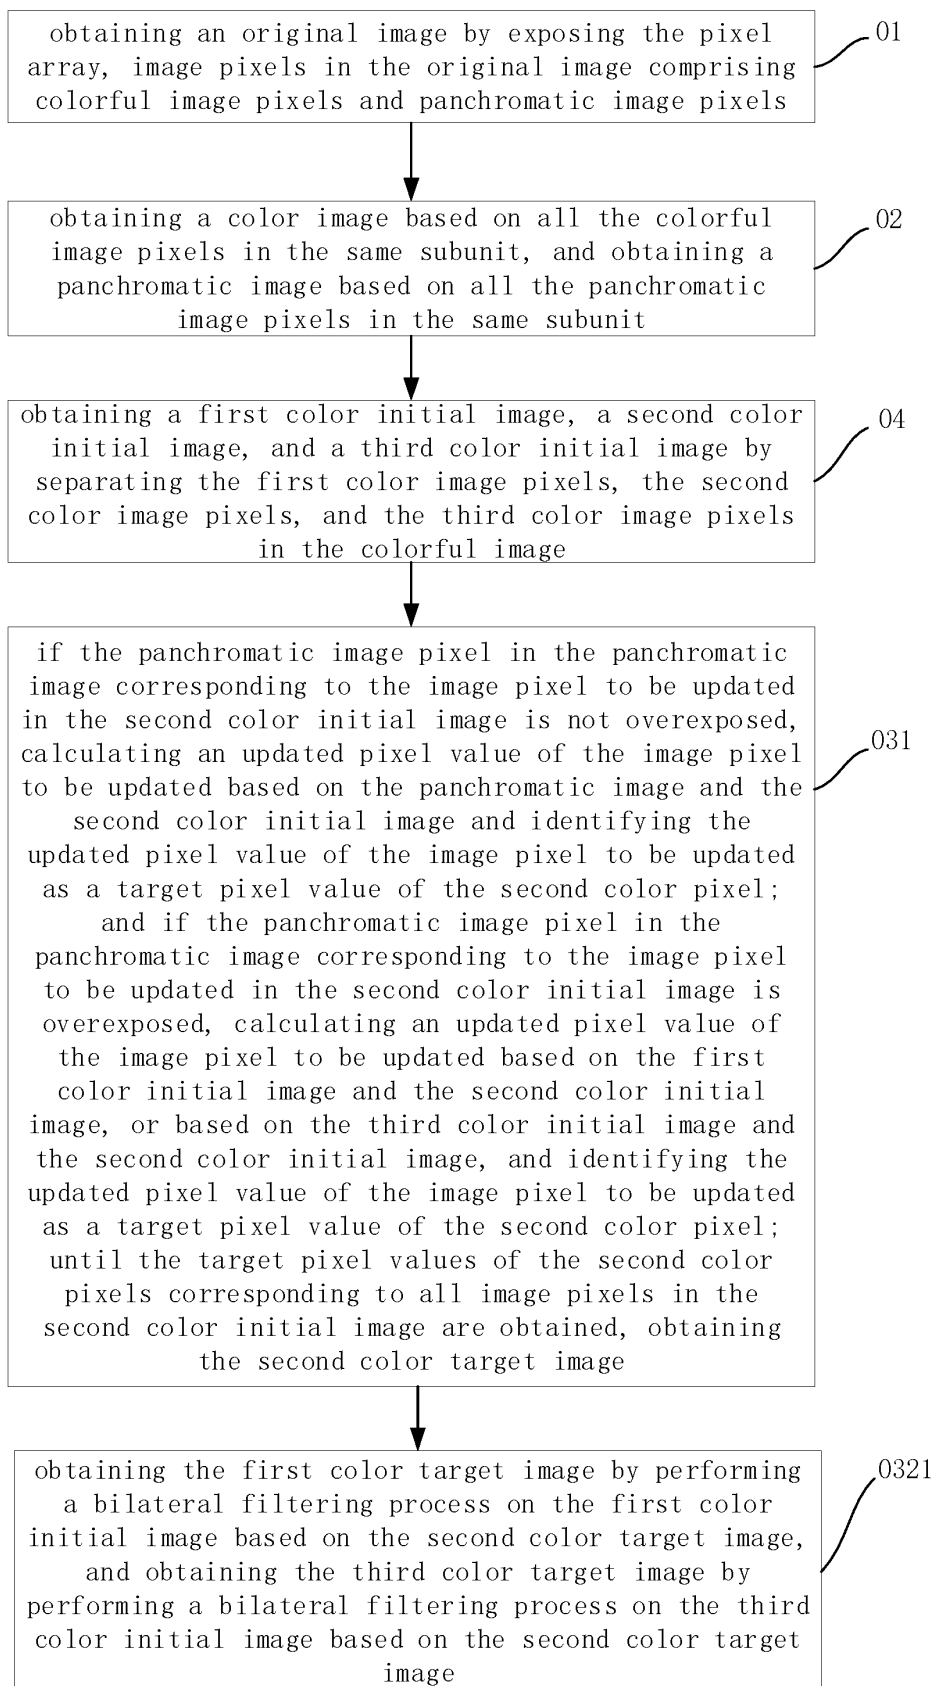 obtaining an original image by exposing the pixel
array, image pixels in the original image comprising
colorful image pixels and panchromatic image pixels
01
obtaining a color image based on all the colorful
image pixels in the same subunit, and obtaining a
panchromatic image based on all the panchromatic
image pixels in the same subunit
02
obtaining a first color initial image, a second color
initial image, and a third color initial image by
separating the first color image pixels, the second
color image pixels, and the third color image pixels
in the colorful image
04
if the panchromatic image pixel in the panchromatic
image corresponding to the image pixel to be updated
in the second color initial image is not overexposed,
calculating an updated pixel value of the image pixel
to be updated based on the panchromatic image and the
second color initial image and identifying the
updated pixel value of the image pixel to be updated
as a target pixel value of the second color pixel;
and if the panchromatic image pixel in the
panchromatic image corresponding to the image pixel
to be updated in the second color initial image is
overexposed, calculating an updated pixel value of
the image pixel to be updated based on the first
color initial image and the second color initial
image, or based on the third color initial image and
the second color initial image, and identifying the
updated pixel value of the image pixel to be updated
as a target pixel value of the second color pixel;
until the target pixel values of the second color
pixels corresponding to all image pixels in the
second color initial image are obtained, obtaining
the second color target image
031
obtaining the first color target image by performing
a bilateral filtering process on the first color
initial image based on the second color target image,
and obtaining the third color target image by
performing a bilateral filtering process on the third
color initial image based on the second color target
image
0321